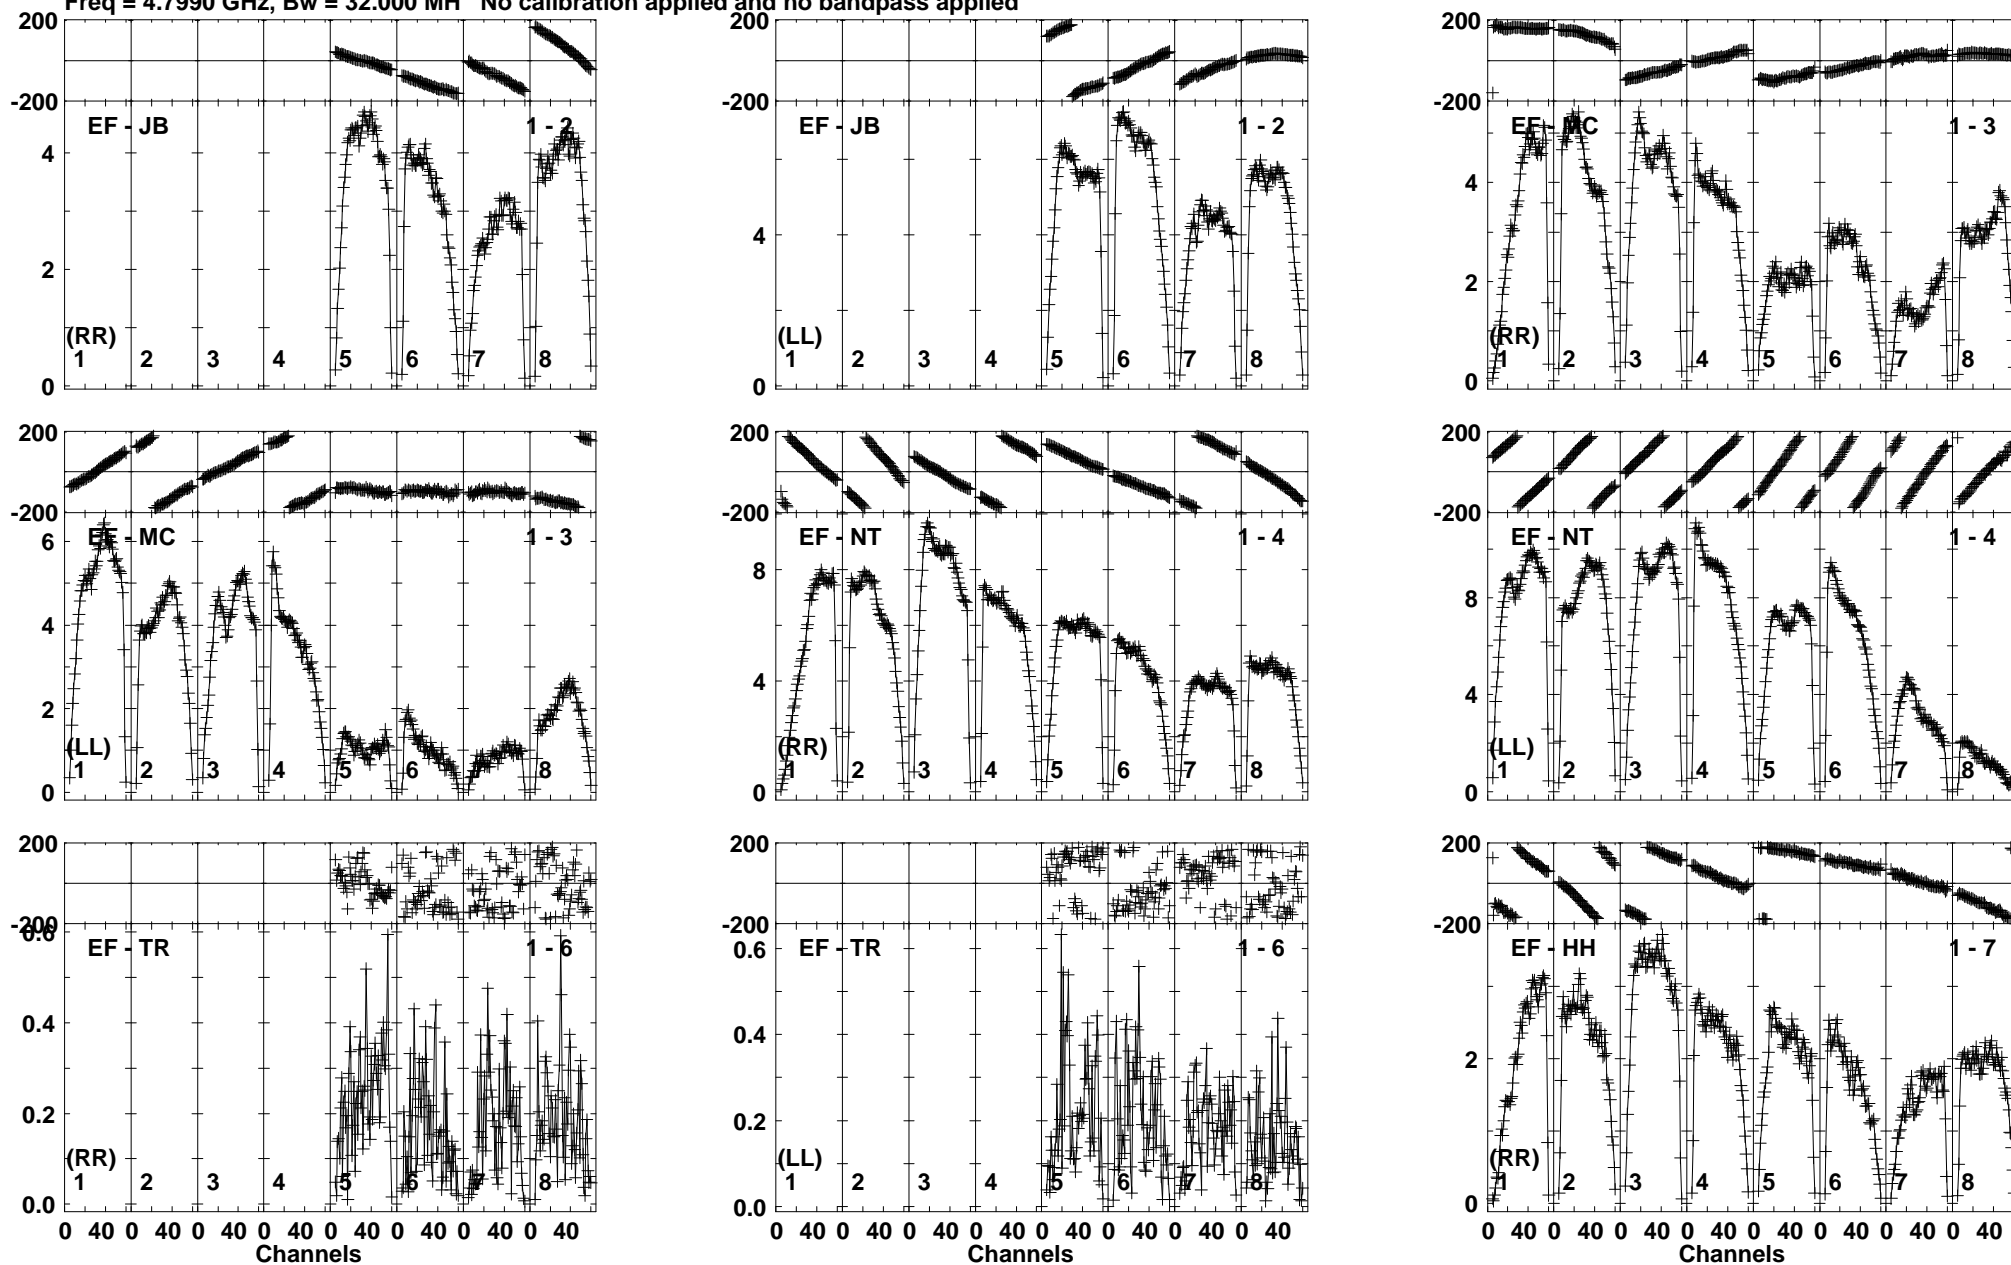 Freq = 4.7990 GHz, Bw = 32.000 MH No calibration applied and no bandpass applied
200 200 200
-200 -200 -200
EF - JB 1 - 2 EF - JB 1 - 2 EF - MC 1 - 3
4 4
4
2 2
(RR) (LL) (RR)
1 2 3 4 5 6 7 8 1 2 3 4 5 6 7 8 1 2 3 4 5 6 7 8
0 0 0
200 200 200
-200 -200 -200
EF - MC 1 - 3 EF - NT 1 - 4 EF - NT 1 - 4
6 8 8
4 4 4
2
(LL) (RR) (LL)
1 2 3 4 5 6 7 8 1 2 3 4 5 6 7 8 1 2 3 4 5 6 7 8
0 0 0
200 200 200
-200 -200 -200
0.6 EF - TR 1 - 6 0.6 EF - TR 1 - 6 EF - HH 1 - 7
0.4 0.4 2
0.2 0.2
(RR) (LL) (RR)
1 2 3 4 5 6 7 8 1 2 3 4 5 6 7 8 1 2 3 4 5 6 7 8
0.0 0.0 0
0 40 0 40 0 40 0 40 0 40 0 40 0 40 0 40 0 40 0 40 0 40 0 40 0 40 0 40 0 40 0 40 0 40 0 40 0 40 0 40 0 40 0 40 0 40 0 40
Channels Channels Channels